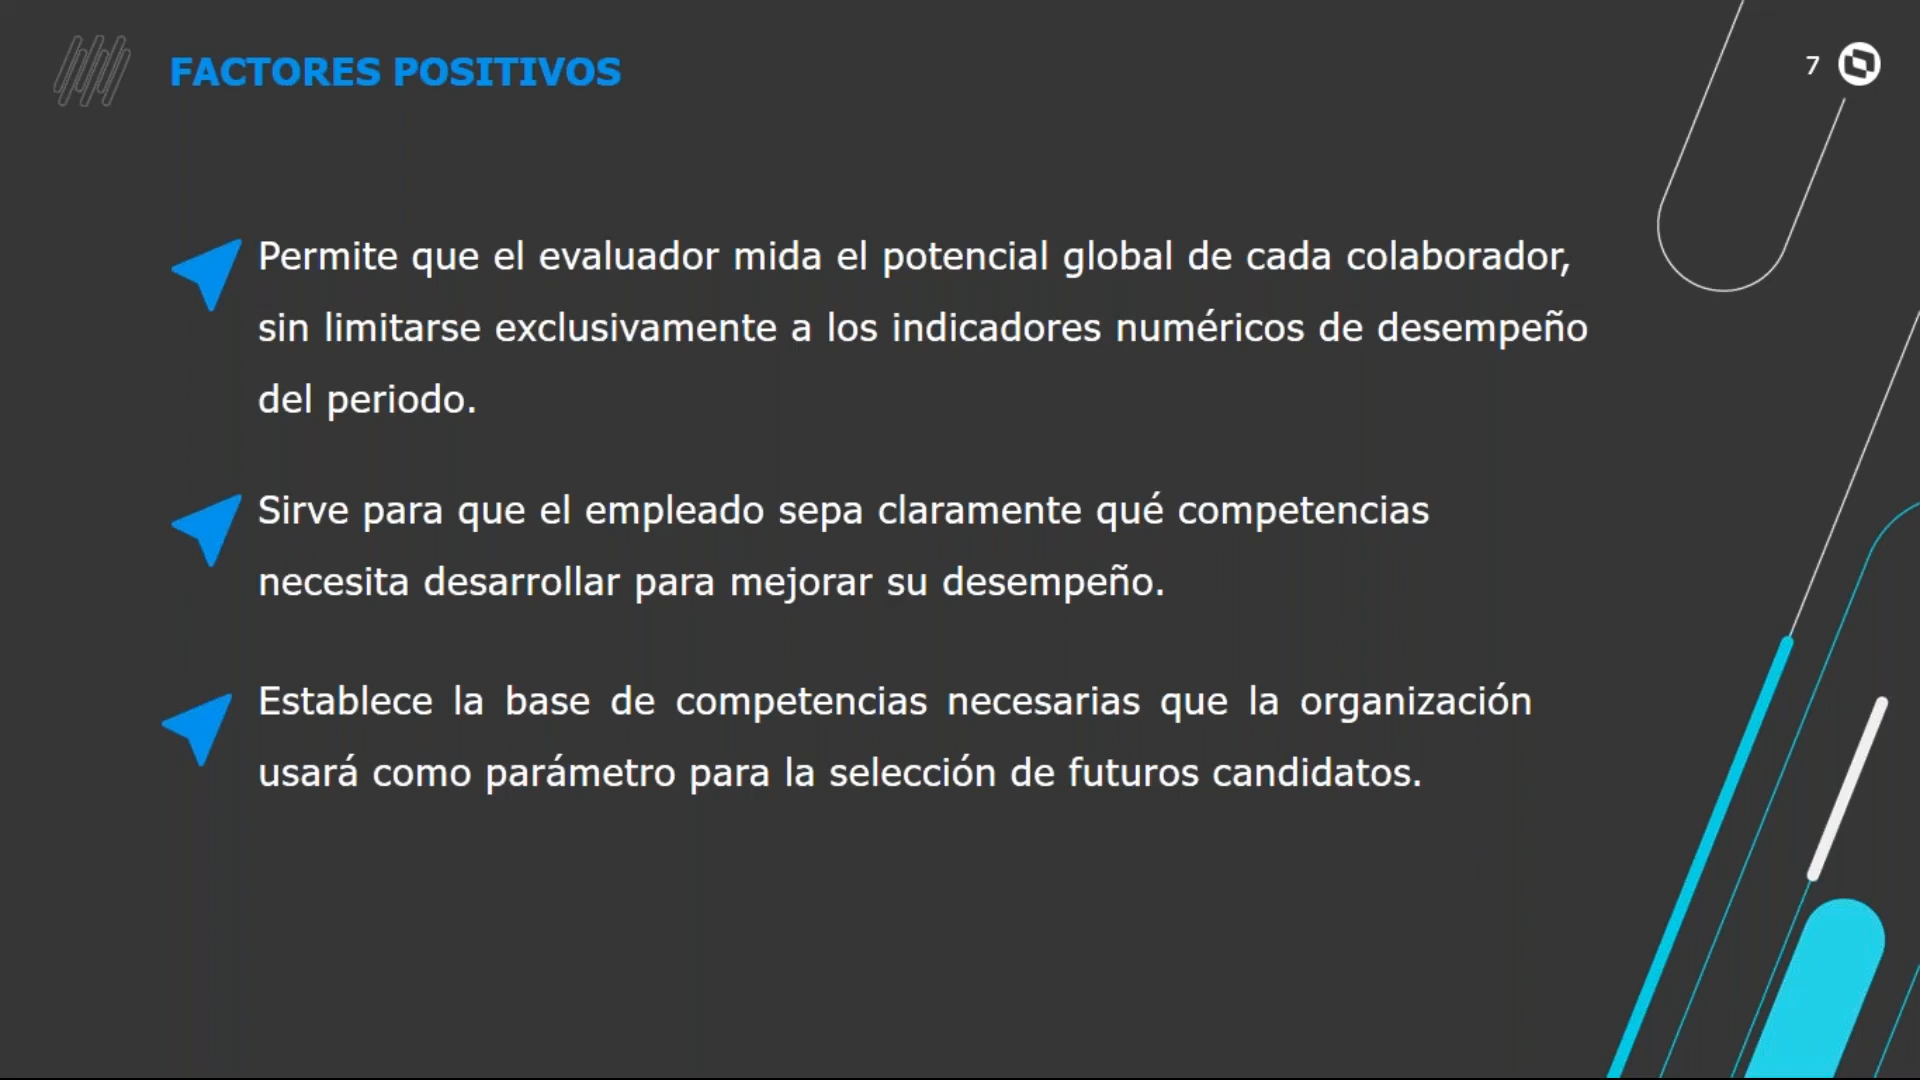 FACTORES POSITIVOS
7
Permite que el evaluador mida el potencial global de cada colaborador,
sin limitarse exclusivamente a los indicadores numéricos de desempeño
del periodo.
Sirve para que el empleado sepa claramente qué competencias
necesita desarrollar para mejorar su desempeño.
Establece la base de competencias necesarias que la organización
usará como parámetro para la selección de futuros candidatos.